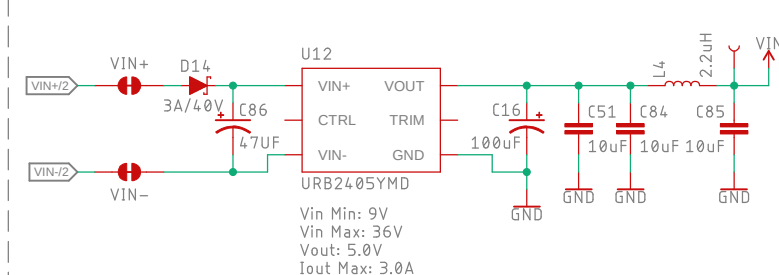 U12
VIN+ D14 L4 2.2uH VIN
VIN+/2 VIN+ VOUT
3A/40V C86 CTRL TRIM C16 C51 C84 C85
47UF 100uF 10uF 10uF 10uF
VIN-/2 VIN- GND
VIN- URB2405YMD GND GND GND GND
Vin Min: 9V
Vin Max: 36V
Vout: 5.0V
Iout Max: 3.0A